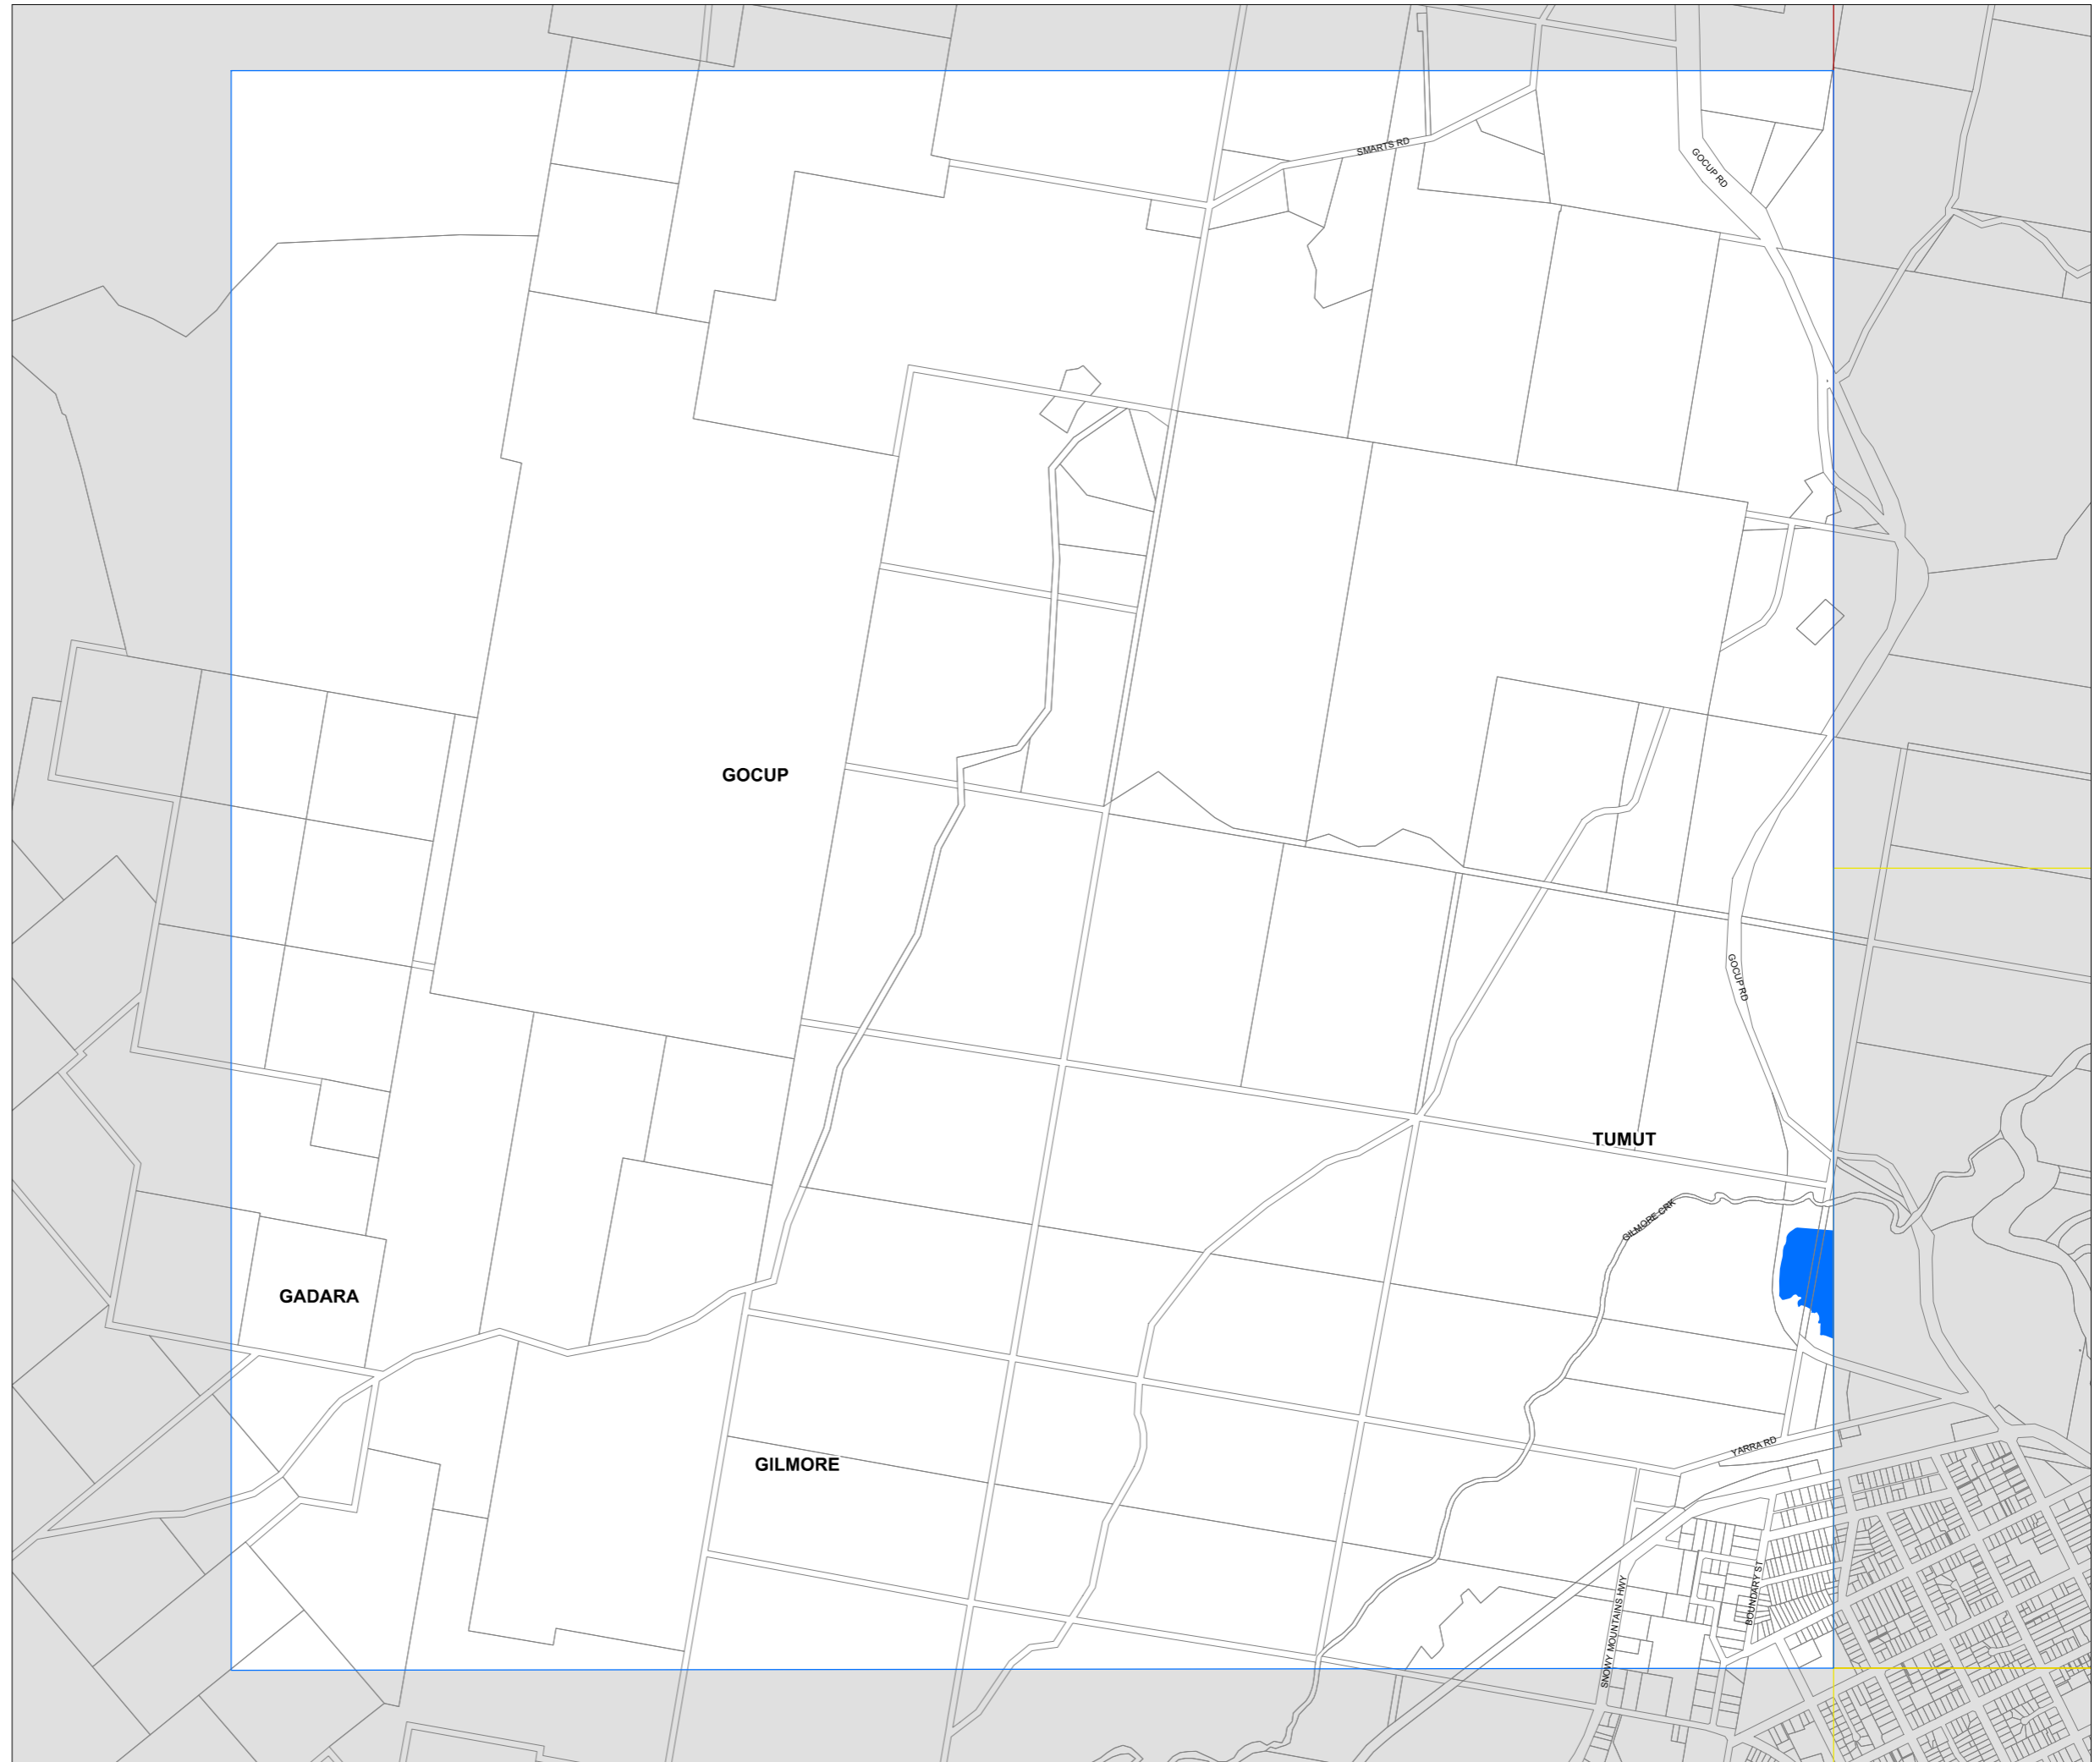 SMARTS RD
GOCUP RD
GOCUP
GOCUP RD
TUMUT
GILMORE CRK
GADARA
YARRA RD
GILMORE
BOUNDARY ST
SNOWY MOUNTAINS HWY